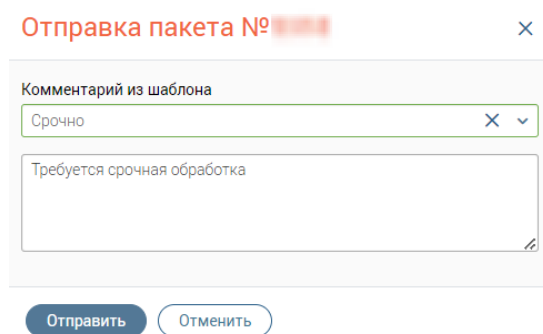 Отправка пакета №
Комментарий из шаблона
Срочно
Требуется срочная обработка
Отправить Отменить